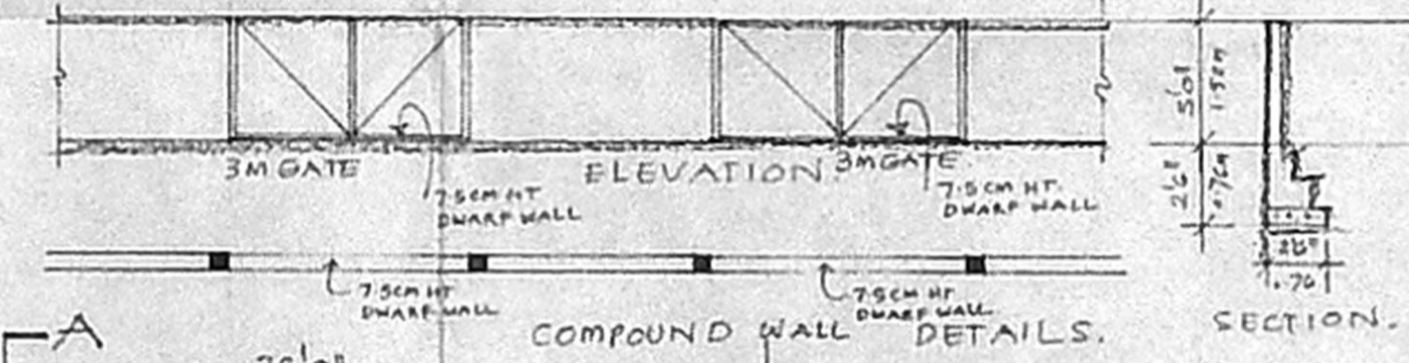 3M GATE
7.5CM HT
DWARF WALL
ELEVATION
3M GATE
7.5 CM HT.
DWARF WALL
5'0"
1.52M
2'6"
.76M
7.5CM HT
DWARF WALL
7.5CM HT
DWARF WALL
2'6"
.76
A
COMPOUND WALL DETAILS.
SECTION.